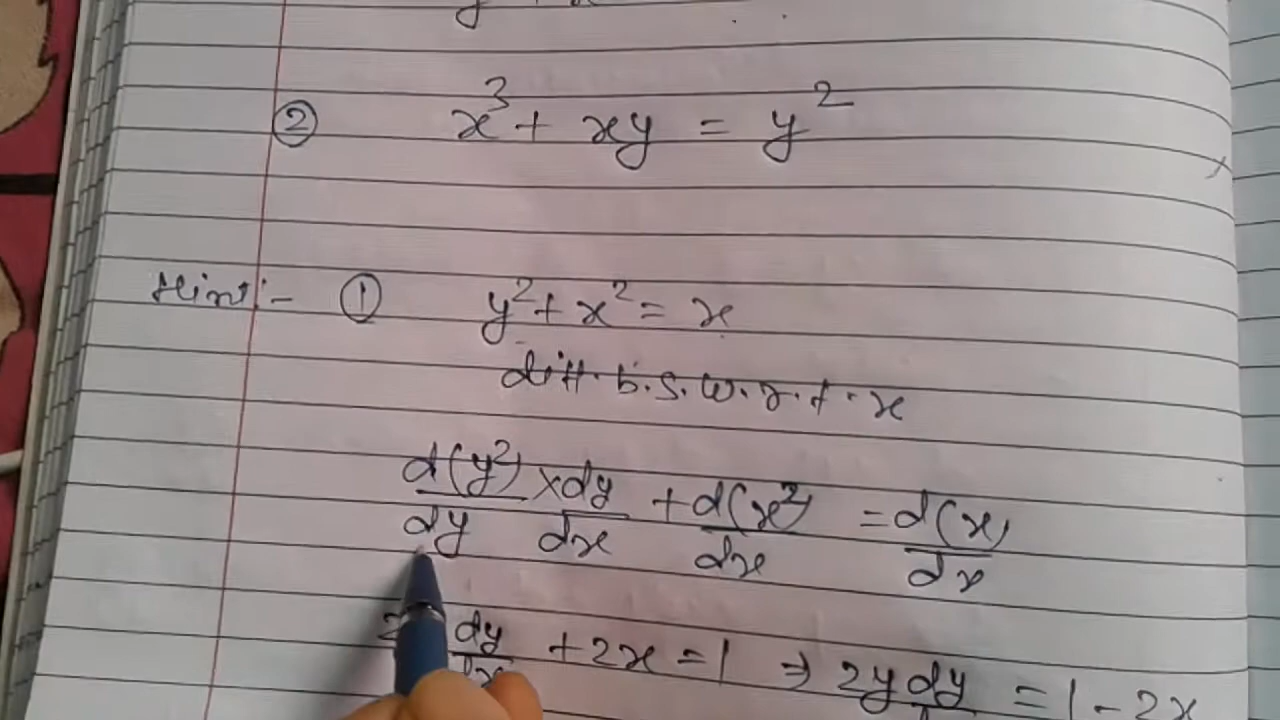 ② x³ + xy = y²
Hint:- ① y² + x² = x
diff. b.s. w.r.t. x
d(y²)/dy × dy/dx + d(x²)/dx = d(x)/dx
2 dy/dx + 2x = 1 ⇒ 2y dy = 1 - 2x